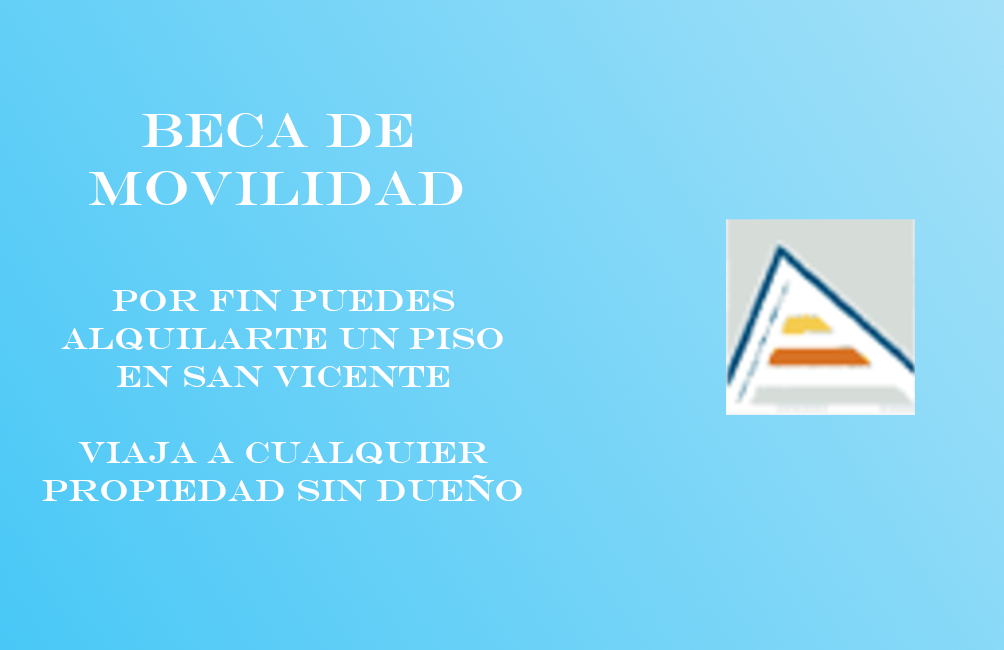 BECA DE
MOVILIDAD
POR FIN PUEDES
ALQUILARTE UN PISO
EN SAN VICENTE
VIAJA A CUALQUIER
PROPIEDAD SIN DUEÑO